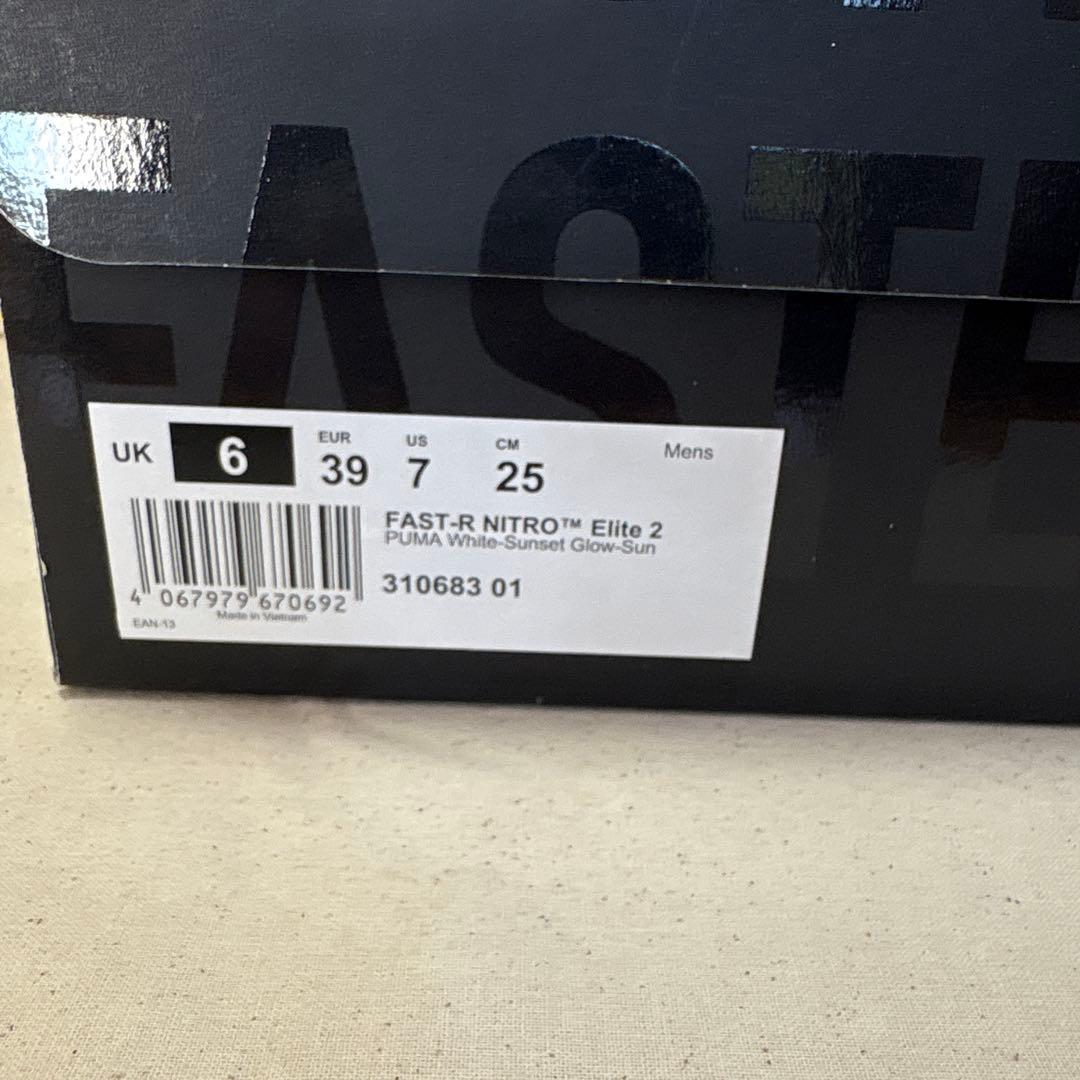 FASTE
UK 6 EUR 39 US 7 CM 25 Mens
FAST-R NITRO™ Elite 2
PUMA White-Sunset Glow-Sun
310683 01
4 067979 670692
Made in Vietnam
EAN-13